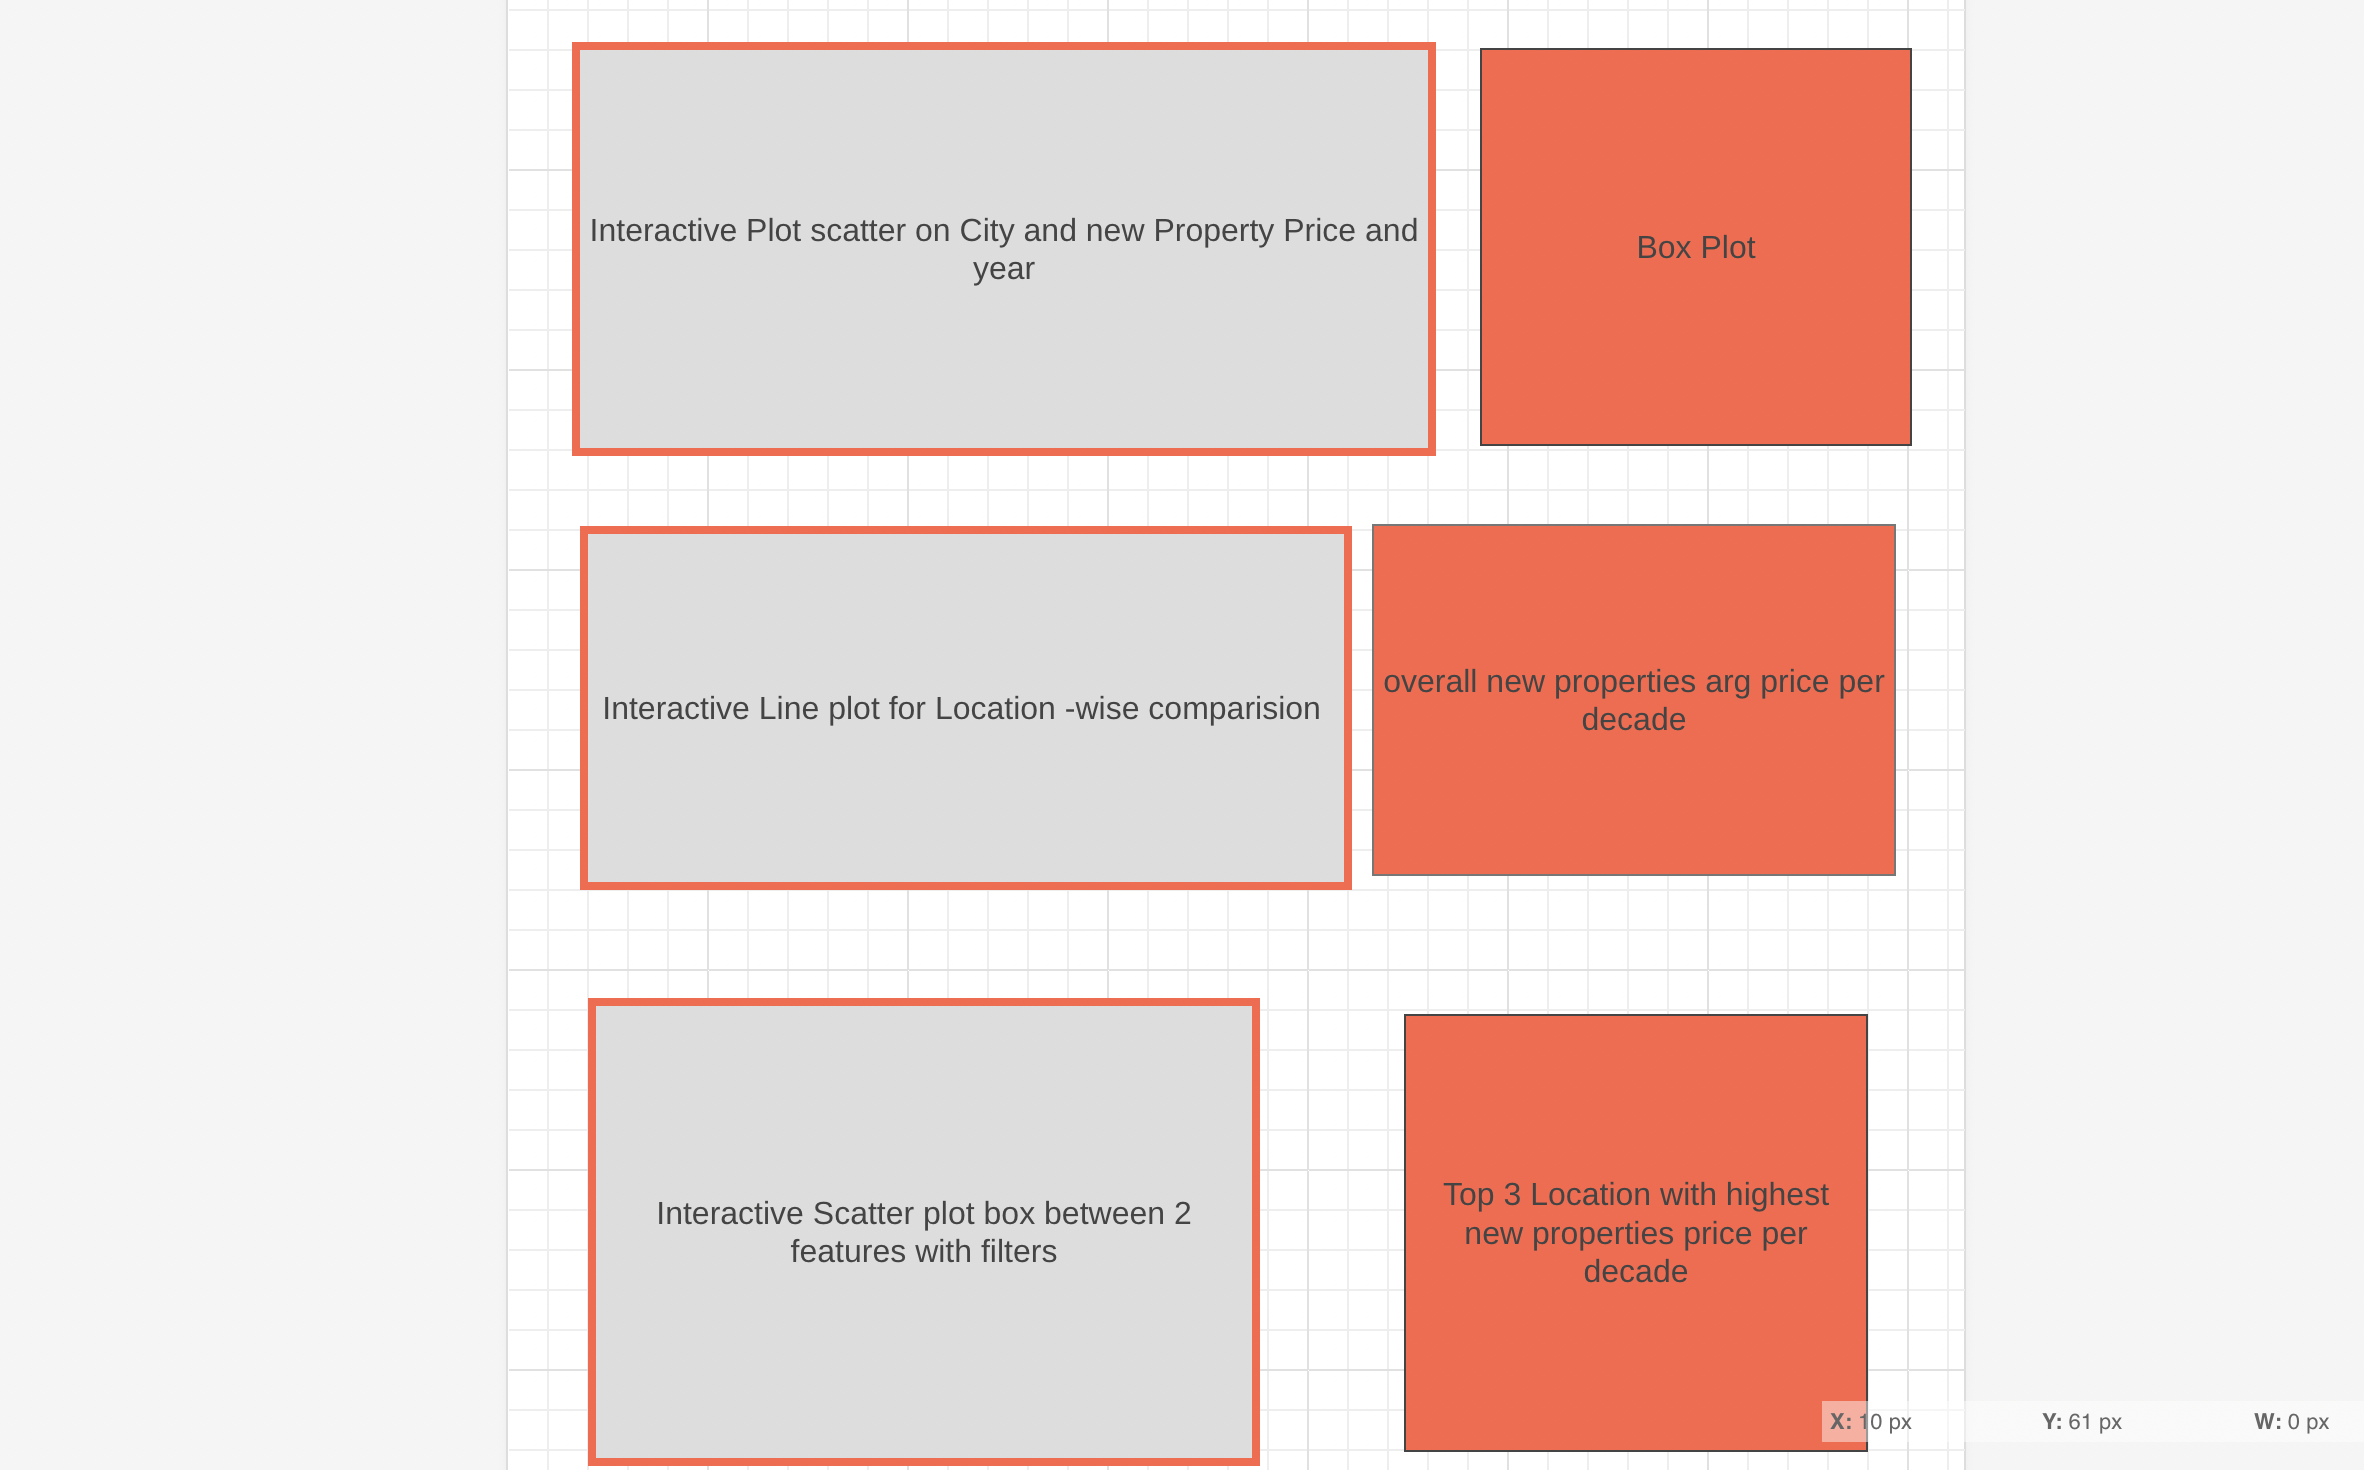 Interactive Plot scatter on City and new Property Price and
year
Box Plot
Interactive Line plot for Location -wise comparision
overall new properties arg price per
decade
Interactive Scatter plot box between 2
features with filters
Top 3 Location with highest
new properties price per
decade
X: 10 px Y: 61 px W: 0 px